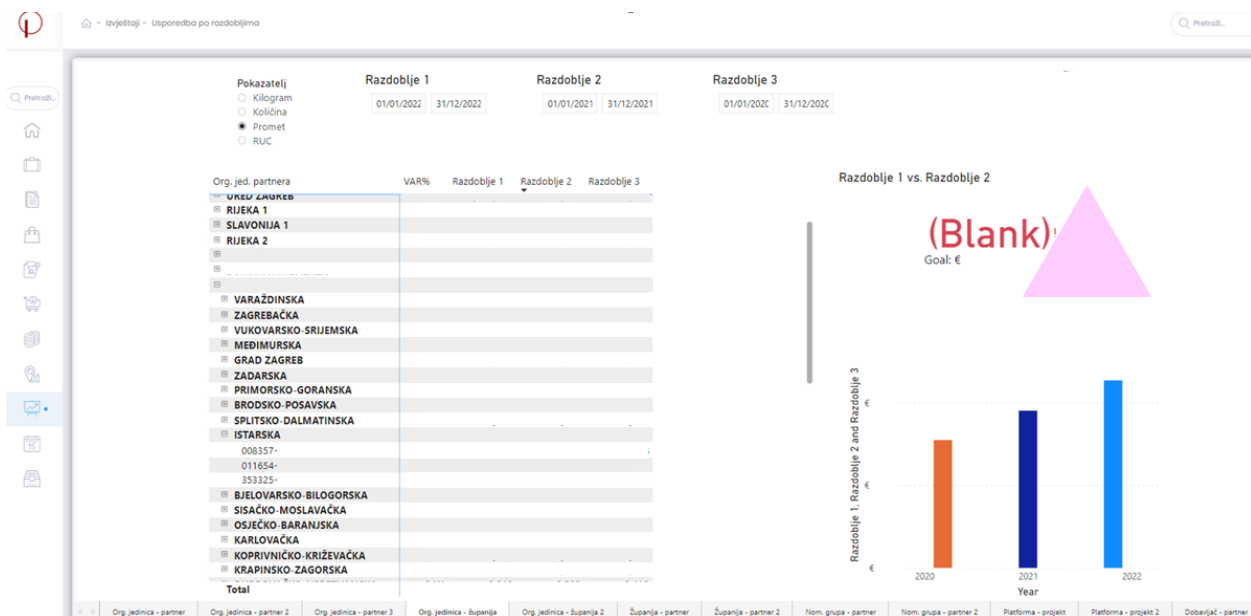 Izvještaji - Usporedba po razdobljima
Pretraži..
Pretraži..
Pokazatelj
Kilogram
Količina
Promet
RUC
Razdoblje 1
01/01/2022 31/12/2022
Razdoblje 2
01/01/2021 31/12/2021
Razdoblje 3
01/01/2020 31/12/2020
Org. jed. partnera VAR% Razdoblje 1 Razdoblje 2 Razdoblje 3
URED ZAGREB
RIJEKA 1
SLAVONIJA 1
RIJEKA 2
VARAŽDINSKA
ZAGREBAČKA
VUKOVARSKO-SRIJEMSKA
MEĐIMURSKA
GRAD ZAGREB
ZADARSKA
PRIMORSKO-GORANSKA
BRODSKO-POSAVSKA
SPLITSKO-DALMATINSKA
ISTARSKA
008357-
011654-
353325-
BJELOVARSKO-BILOGORSKA
SISAČKO-MOSLAVAČKA
OSJEČKO-BARANJSKA
KARLOVAČKA
KOPRIVNIČKO-KRIŽEVAČKA
KRAPINSKO-ZAGORSKA
Total
Razdoblje 1 vs. Razdoblje 2
(Blank)!
Goal: €
Razdoblje 1, Razdoblje 2 and Razdoblje 3
€
€
€
2020 2021 2022
Year
Org. jedinica - partner Org. jedinica - partner 2 Org. jedinica - partner 3 Org. jedinica - županija Org. jedinica - županija 2 Županija - partner Županija - partner 2 Nom. grupa - partner Nom. grupa - partner 2 Platforma - projekt Platforma - projekt 2 Dobavljač - partner